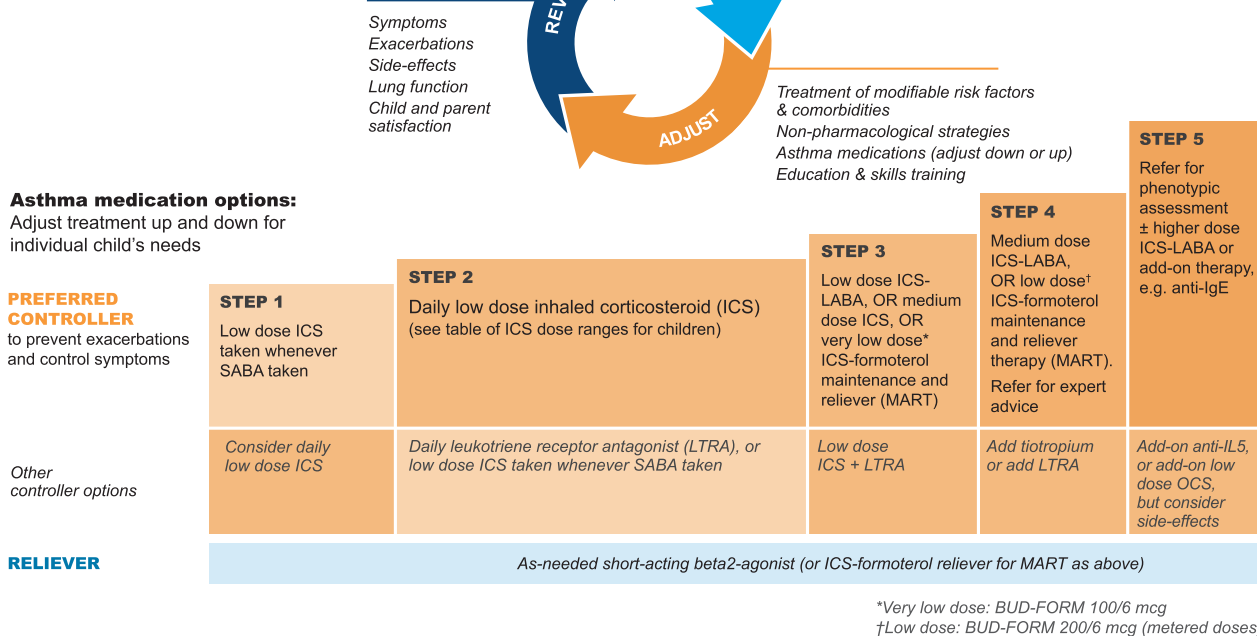 REV
Symptoms
Exacerbations
Side-effects
Lung function
Child and parent
satisfaction
ADJUST
Treatment of modifiable risk factors
& comorbidities
Non-pharmacological strategies
Asthma medications (adjust down or up)
Education & skills training
Asthma medication options:
Adjust treatment up and down for
individual child's needs
PREFERRED
CONTROLLER
to prevent exacerbations
and control symptoms
STEP 1
Low dose ICS
taken whenever
SABA taken
STEP 2
Daily low dose inhaled corticosteroid (ICS)
(see table of ICS dose ranges for children)
STEP 3
Low dose ICS-
LABA, OR medium
dose ICS, OR
very low dose*
ICS-formoterol
maintenance and
reliever (MART)
STEP 4
Medium dose
ICS-LABA,
OR low dose†
ICS-formoterol
maintenance
and reliever
therapy (MART).
Refer for expert
advice
STEP 5
Refer for
phenotypic
assessment
± higher dose
ICS-LABA or
add-on therapy,
e.g. anti-IgE
Other
controller options
Consider daily
low dose ICS
Daily leukotriene receptor antagonist (LTRA), or
low dose ICS taken whenever SABA taken
Low dose
ICS + LTRA
Add tiotropium
or add LTRA
Add-on anti-IL5,
or add-on low
dose OCS,
but consider
side-effects
RELIEVER
As-needed short-acting beta2-agonist (or ICS-formoterol reliever for MART as above)
*Very low dose: BUD-FORM 100/6 mcg
†Low dose: BUD-FORM 200/6 mcg (metered doses